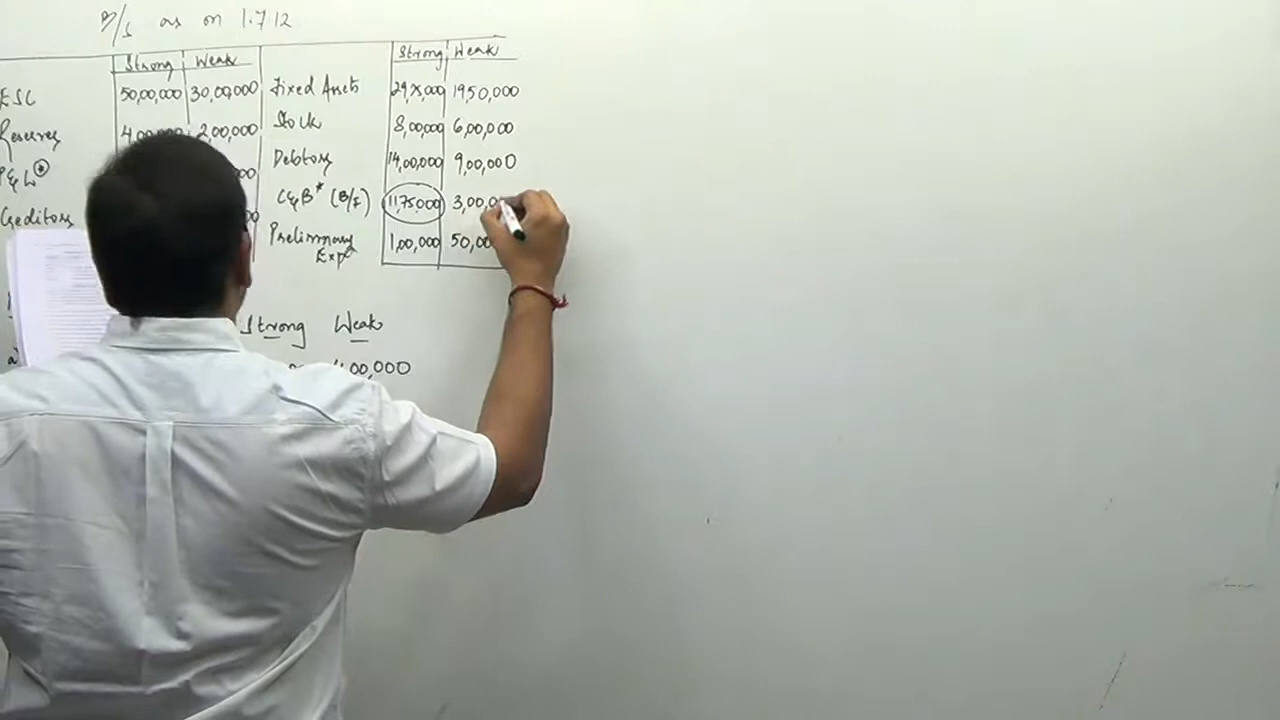 B/S as on 1.7.12
Strong Weak Strong Weak
ESC 50,00,000 30,00,000 Fixed Assets 29,75,000 19,50,000
Reserves 4,00,000 2,00,000 Stock 8,00,000 6,00,000
P&L* Debtors 14,00,000 9,00,000
Creditors C&B* (B/f) 11,75,000 3,00,0
Preliminary 1,00,000 50,00
Exp
Strong Weak
4,00,000